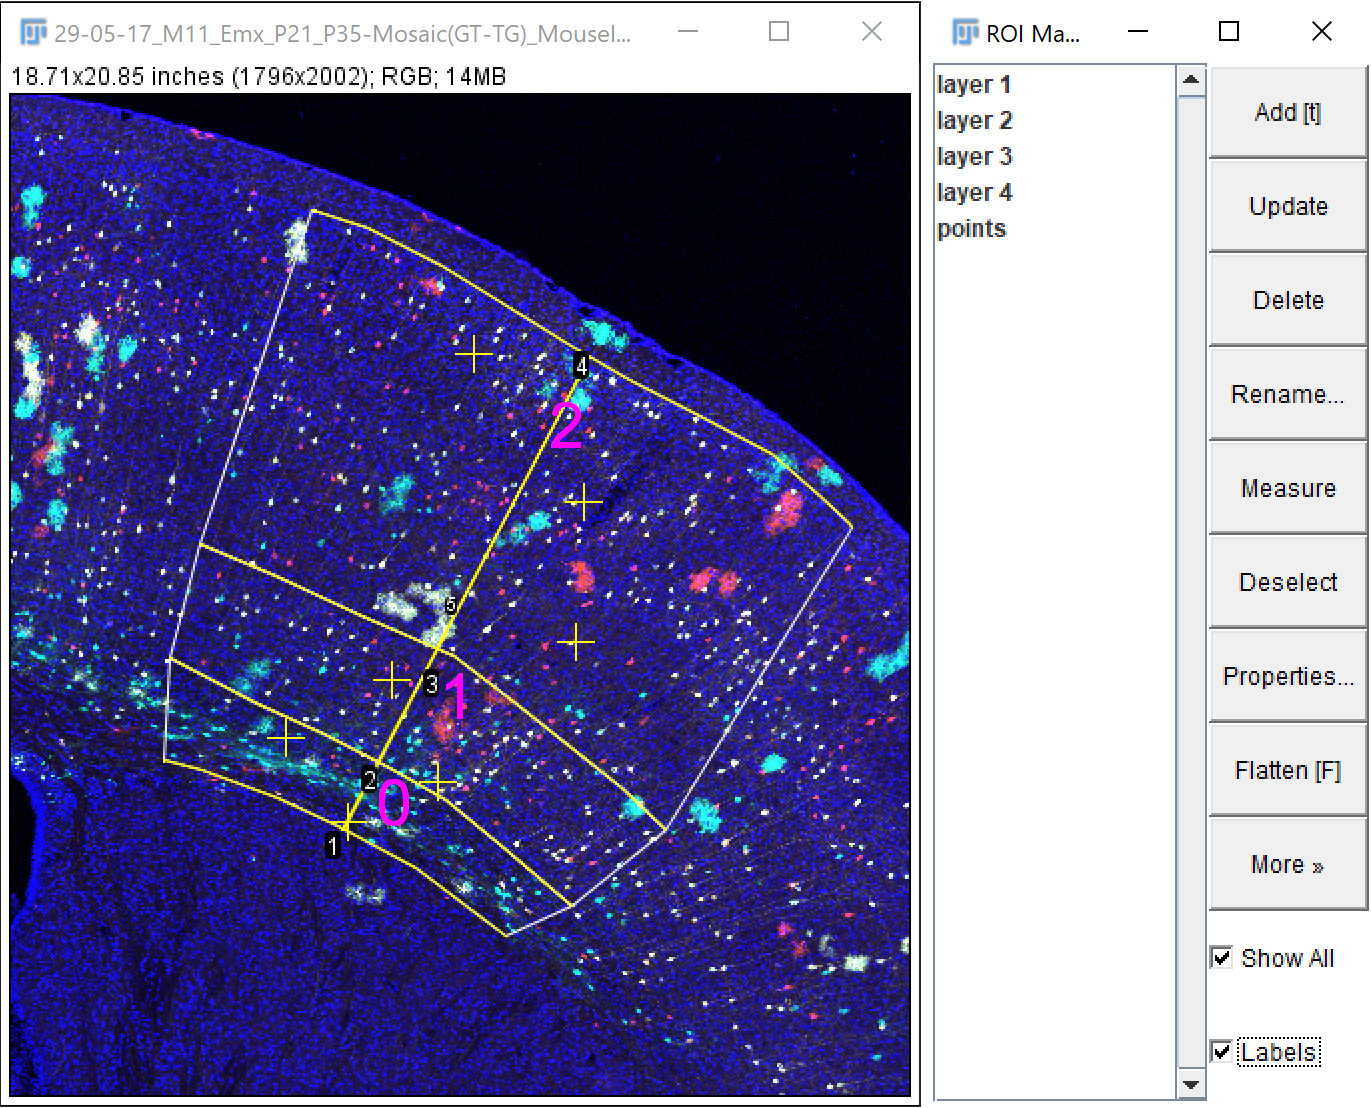 29-05-17_M11_Emx_P21_P35-Mosaic(GT-TG)_Mousel...
18.71x20.85 inches (1796x2002); RGB; 14MB
4
2
5
3
1
2
0
1
ROI Ma...
layer 1
layer 2
layer 3
layer 4
points
Add [t]
Update
Delete
Rename...
Measure
Deselect
Properties...
Flatten [F]
More »
Show All
Labels